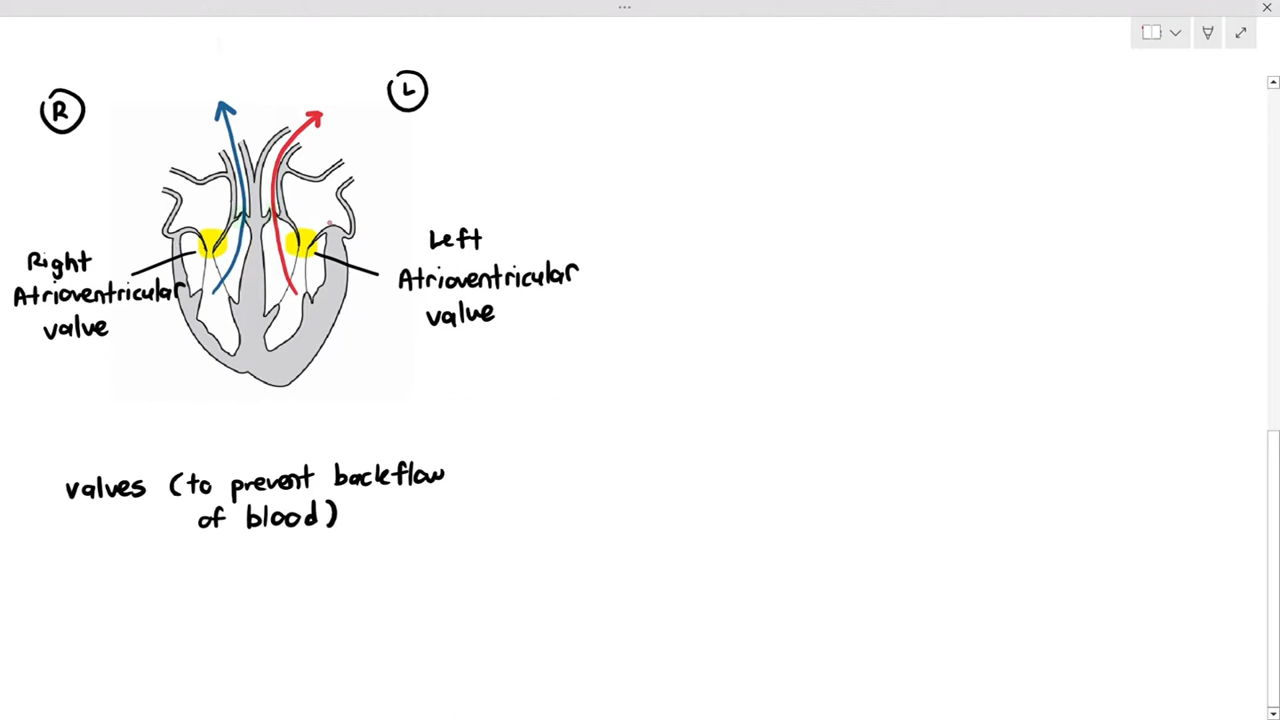 R
L
Right
Atrioventricular
valve
Left
Atrioventricular
valve
valves (to prevent backflow
of blood)